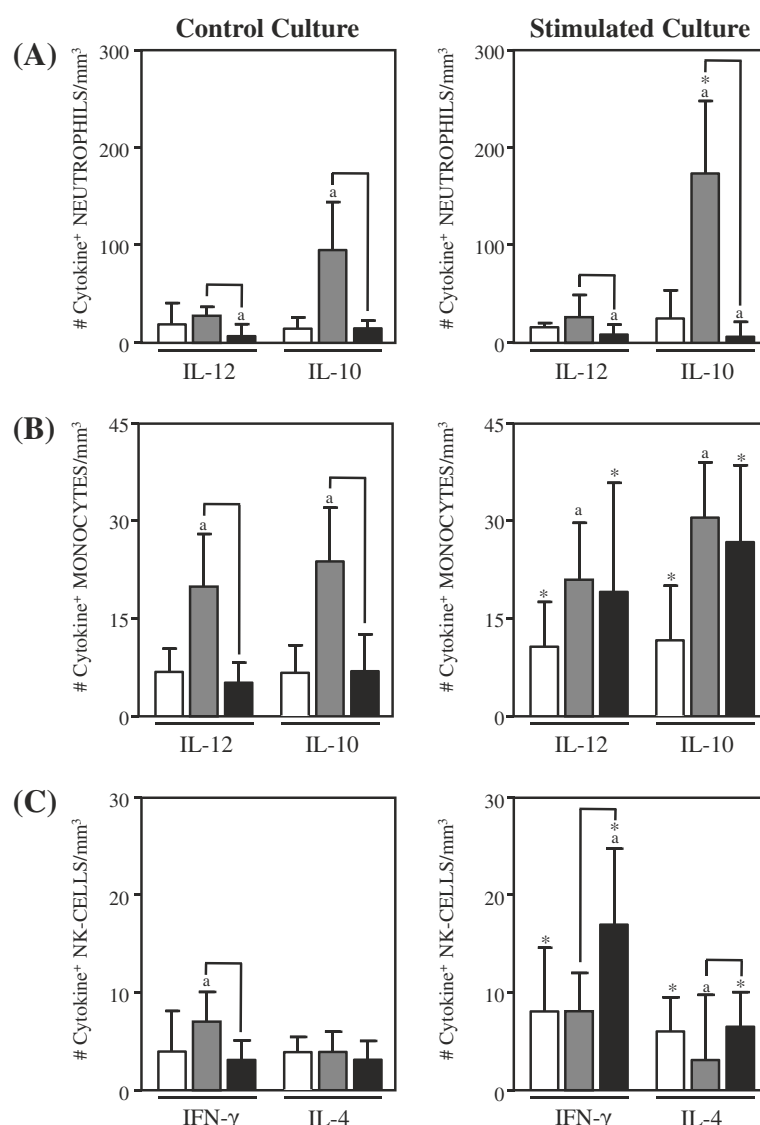 Control Culture
Stimulated Culture
(A)
# Cytokine⁺ NEUTROPHILS/mm³
300
200
100
0
a
a
IL-12
IL-10
# Cytokine⁺ NEUTROPHILS/mm³
300
200
100
0
a
*
a
a
IL-12
IL-10
(B)
# Cytokine⁺ MONOCYTES/mm³
45
30
15
0
a
a
IL-12
IL-10
# Cytokine⁺ MONOCYTES/mm³
45
30
15
0
*
a
*
*
a
*
IL-12
IL-10
(C)
# Cytokine⁺ NK-CELLS/mm³
30
20
10
0
a
IFN-γ
IL-4
# Cytokine⁺ NK-CELLS/mm³
30
20
10
0
*
*
a
*
a
*
IFN-γ
IL-4